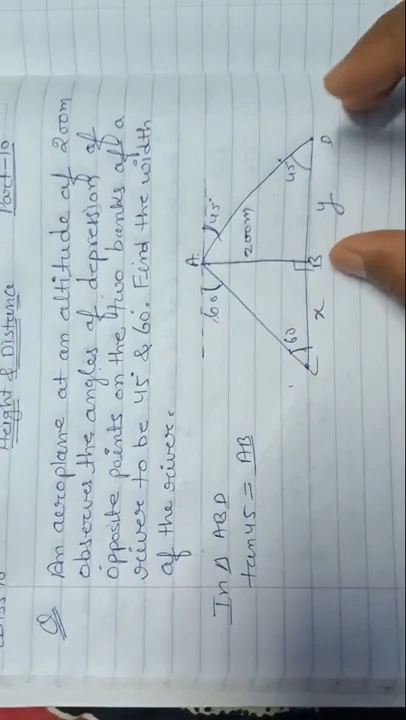 Class 10 Height & Distance Part-10
Q An aeroplane at an altitude of 200m
observes the angles of depression of
opposite points on the two banks of a
river to be 45° & 60°. Find the width
of the river.
A
60 45°
200m
60 45°
C x B y D
In Δ ABD
tan45 = AB